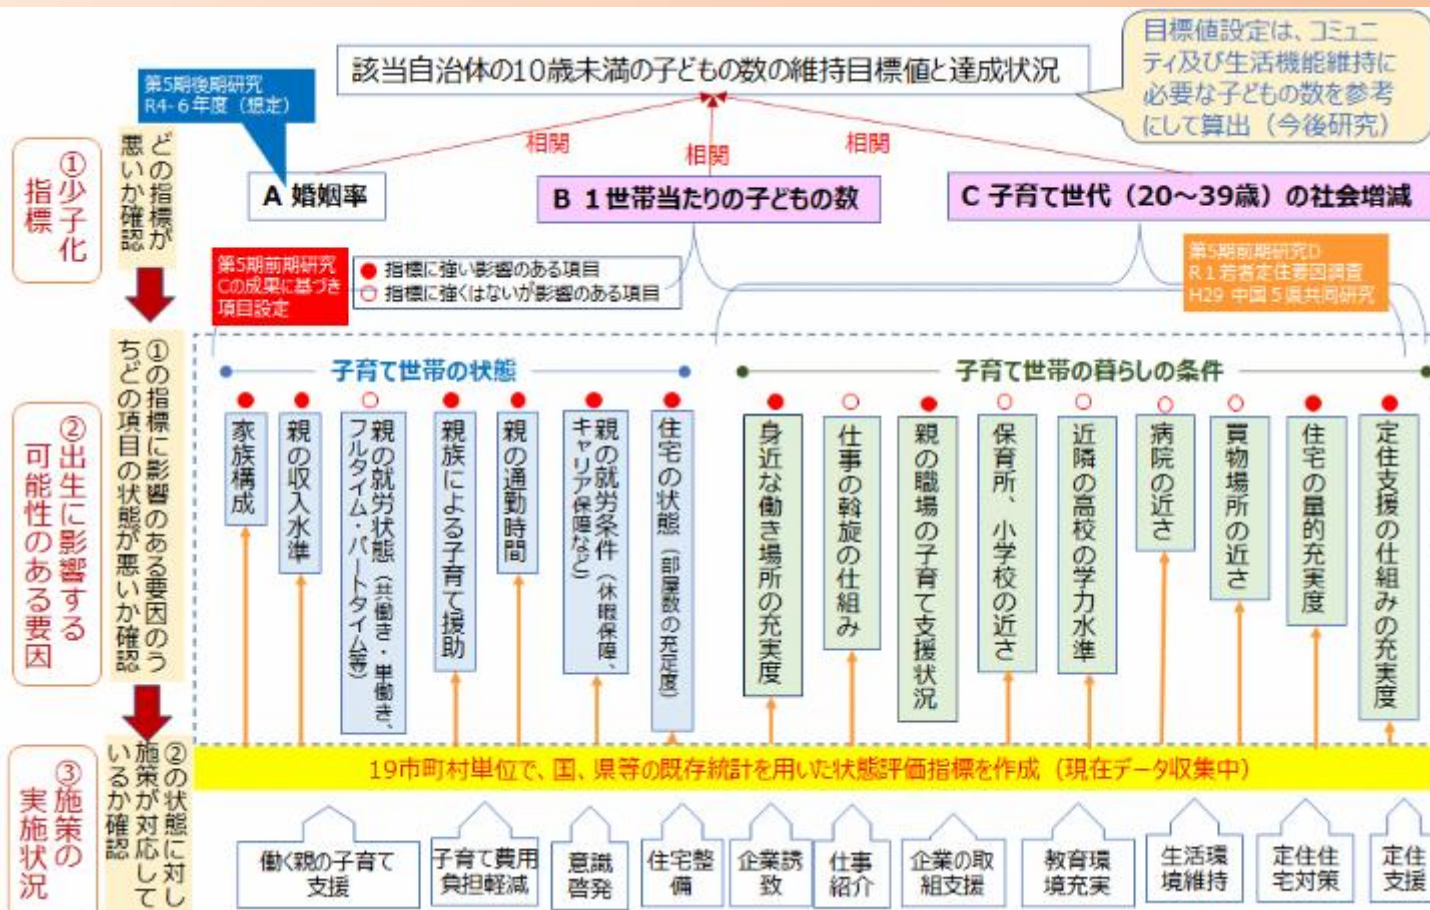 該当自治体の10歳未満の子どもの数の維持目標値と達成状況
目標値設定は、コミュニ
ティ及び生活機能維持に
必要な子どもの数を参考
にして算出（今後研究）
第5期後期研究
R4-6年度（想定）
相関
相関
相関
①少子化
指標
どの指標が
悪いか確認
A 婚姻率
B 1世帯当たりの子どもの数
C 子育て世代（20～39歳）の社会増減
第5期前期研究
Cの成果に基づき
項目設定
● 指標に強い影響のある項目
○ 指標に強くはないが影響のある項目
第5期前期研究D
R1若者定住要因調査
H29 中国5県共同研究
②出生に影響する
可能性のある要因
①の指標に影響のある要因のう
ちどの項目の状態が悪いか確認
子育て世帯の状態
子育て世帯の暮らしの条件
家族構成
親の収入水準
親の就労状態（共働き・単働き、
フルタイム・パートタイム等）
親族による子育て援助
親の通勤時間
親の就労条件（休暇保障、
キャリア保障など）
住宅の状態（部屋数の充足度）
身近な働き場所の充実度
仕事の斡旋の仕組み
親の職場の子育て支援状況
保育所、小学校の近さ
近隣の高校の学力水準
病院の近さ
買物場所の近さ
住宅の量的充実度
定住支援の仕組みの充実度
19市町村単位で、国、県等の既存統計を用いた状態評価指標を作成（現在データ収集中）
③施策の
実施状況
②の状態に対し
施策が対応して
いるか確認
働く親の子育て
支援
子育て費用
負担軽減
意識
啓発
住宅整
備
企業誘
致
仕事
紹介
企業の取
組支援
教育環
境充実
生活環
境維持
定住住
宅対策
定住
支援